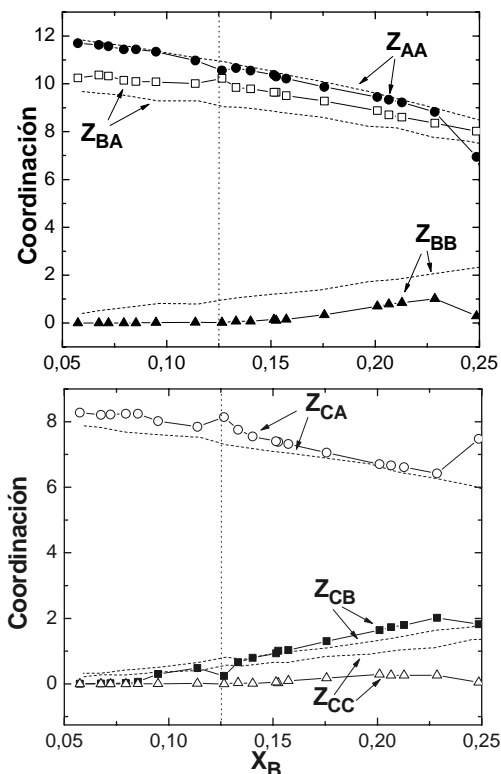 12
10
8
6
4
2
0
Coordinación
Z_AA
Z_BA
Z_BB
0,05 0,10 0,15 0,20 0,25
8
6
4
2
0
Coordinación
Z_CA
Z_CB
Z_CC
0,05 0,10 0,15 0,20 0,25
X_B